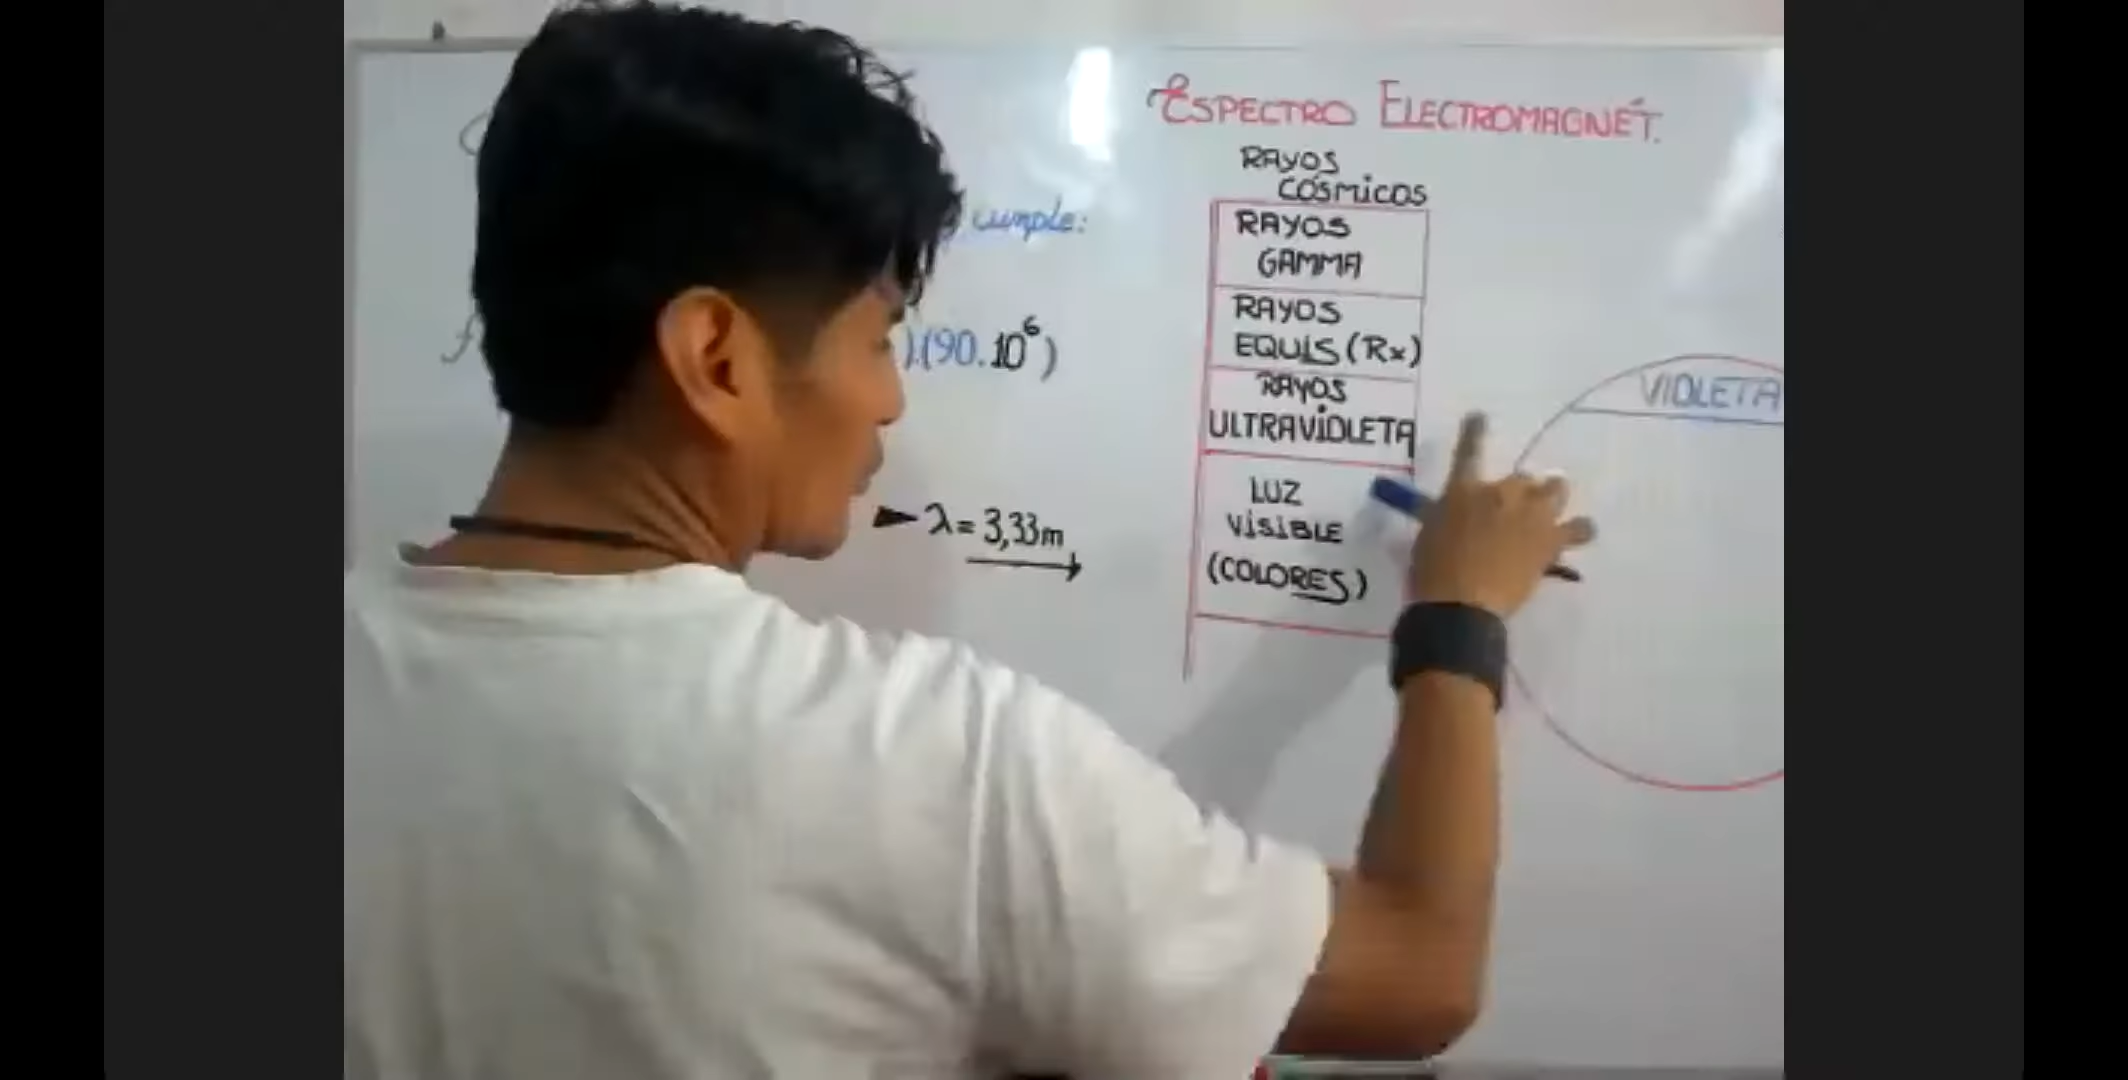 ESPECTRO ELECTROMAGNÉT.
RAYOS
CÓSMICOS
RAYOS
GAMMA
RAYOS
EQUIS (Rx)
RAYOS
ULTRAVIOLETA
LUZ
VISIBLE
(COLORES)
cumple:
).(90.10⁶)
λ = 3,33m
VIOLETA